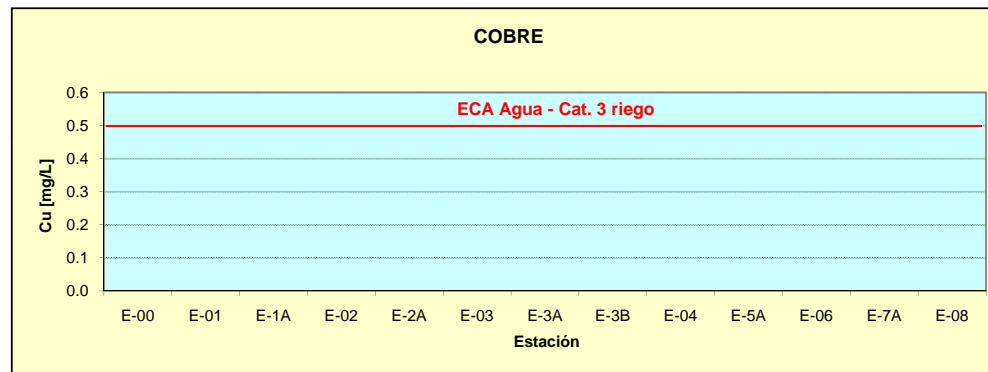 COBRE
ECA Agua - Cat. 3 riego
Cu [mg/L]
0.6
0.5
0.4
0.3
0.2
0.1
0.0
E-00 E-01 E-1A E-02 E-2A E-03 E-3A E-3B E-04 E-5A E-06 E-7A E-08
Estación